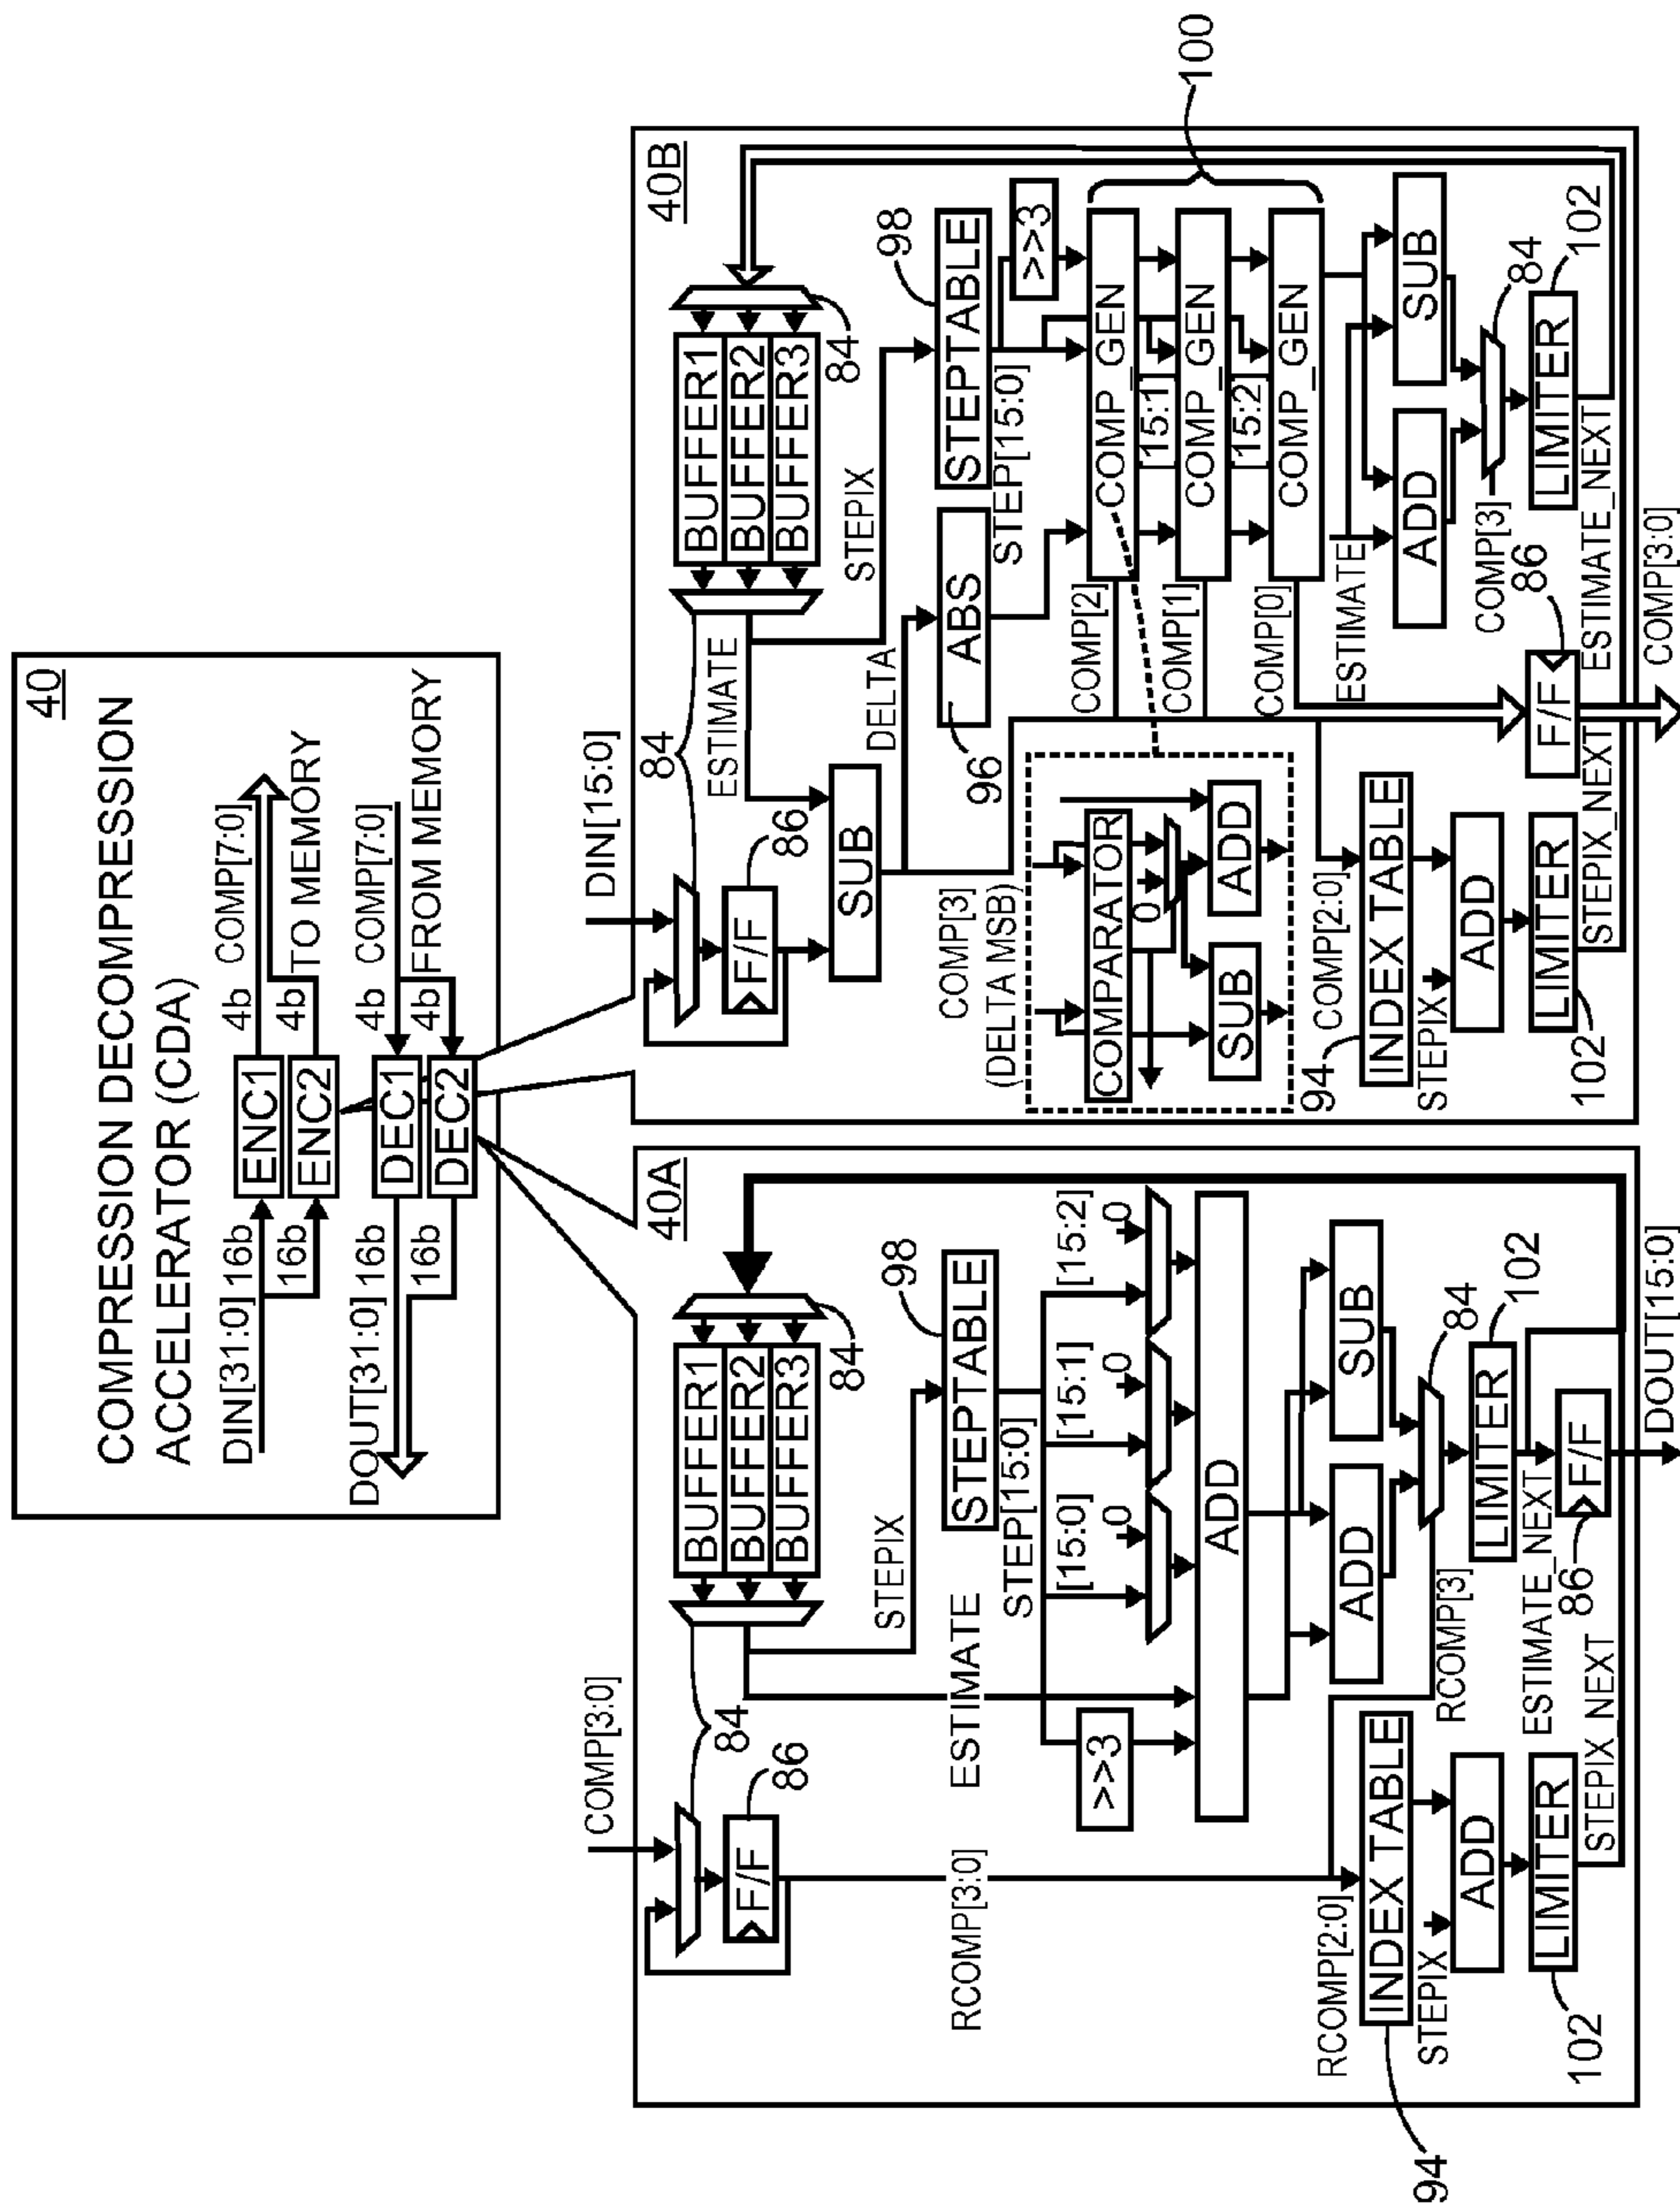 40
COMPRESSION DECOMPRESSION
ACCELERATOR (CDA)
DIN[31:0] 16b
16b
ENC1
ENC2
4b COMP[7:0]
4b
TO MEMORY
DOUT[31:0] 16b
16b
DEC1
DEC2
4b COMP[7:0]
4b
FROM MEMORY
40A
COMP[3:0]
84
F/F
86
BUFFER1
BUFFER2
BUFFER3
84
STEPIX
ESTIMATE
STEPTABLE
98
STEP[15:0]
RCOMP[3:0]
>>3
[15:0]
0
[15:1]
0
[15:2]
0
ADD
RCOMP[2:0]
94
INDEX TABLE
STEPIX
ADD
LIMITER
102
STEPIX_NEXT
RCOMP[3]
ADD
SUB
84
LIMITER
102
ESTIMATE_NEXT
F/F
86
DOUT[15:0]
40B
DIN[15:0]
84
F/F
86
BUFFER1
BUFFER2
BUFFER3
84
ESTIMATE
STEPIX
SUB
DELTA
ABS
96
STEPTABLE
98
STEP[15:0]
>>3
COMP[3]
(DELTA MSB)
COMPARATOR
0
SUB
ADD
COMP[2]
COMP_GEN
[15:1]
COMP[1]
COMP_GEN
[15:2]
COMP[0]
COMP_GEN
100
COMP[2:0]
94
INDEX TABLE
STEPIX
ADD
LIMITER
102
STEPIX_NEXT
ESTIMATE
ADD
SUB
COMP[3]
84
LIMITER
102
ESTIMATE_NEXT
F/F
86
COMP[3:0]